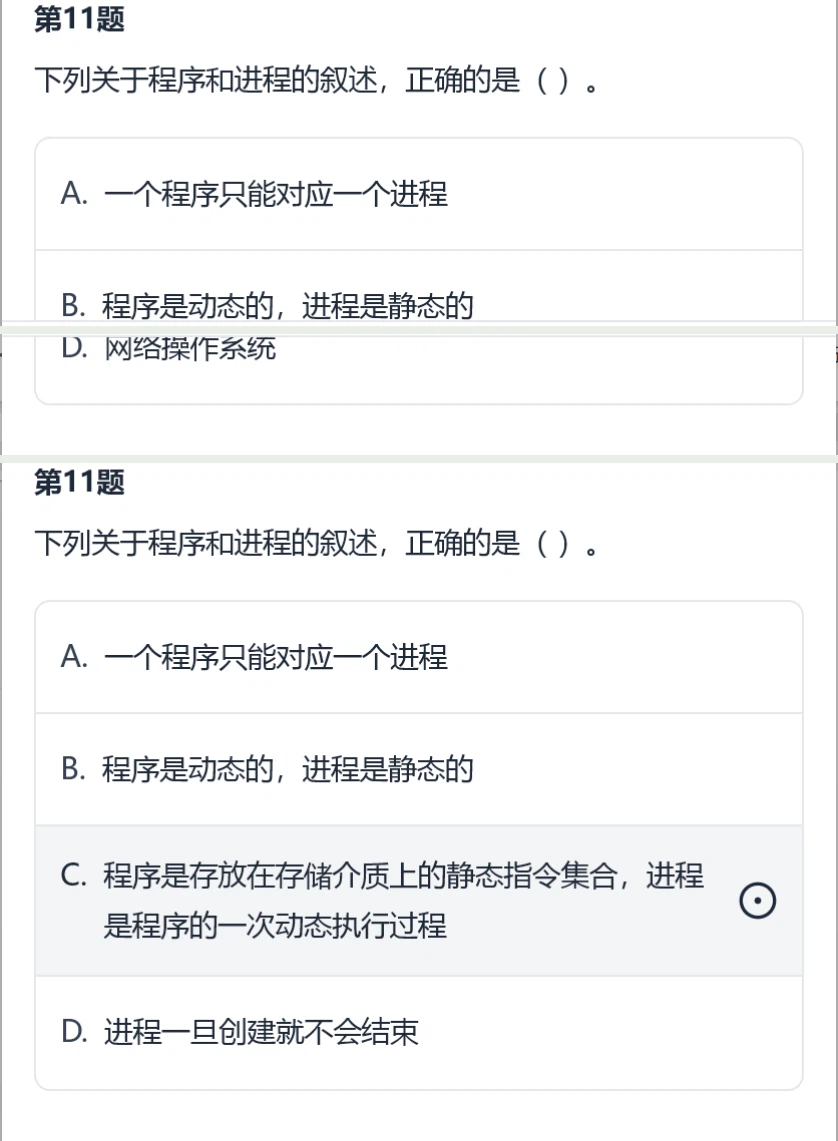 第11题
下列关于程序和进程的叙述，正确的是（ ）。
A. 一个程序只能对应一个进程
B. 程序是动态的，进程是静态的
D. 网络操作系统
第11题
下列关于程序和进程的叙述，正确的是（ ）。
A. 一个程序只能对应一个进程
B. 程序是动态的，进程是静态的
C. 程序是存放在存储介质上的静态指令集合，进程
是程序的一次动态执行过程
D. 进程一旦创建就不会结束